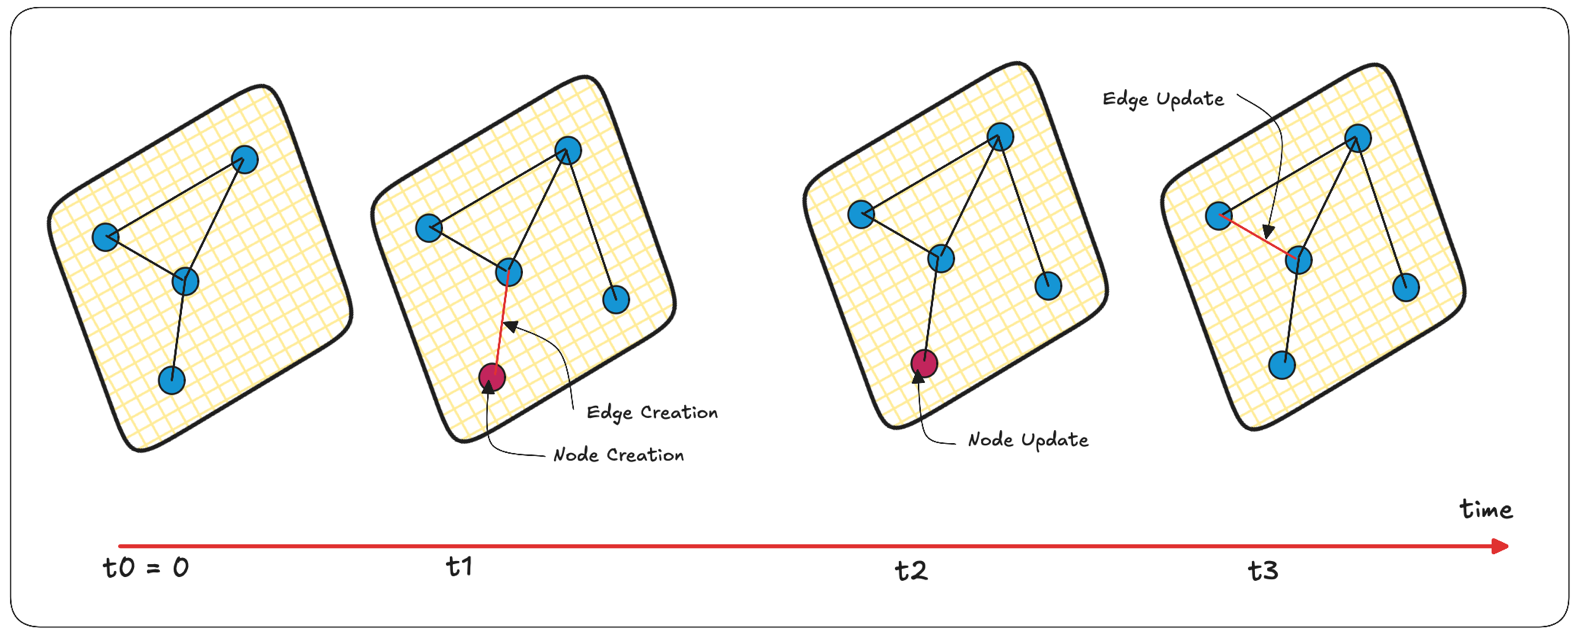 Edge Update
Edge Creation
Node Creation
Node Update
time
t0 = 0
t1
t2
t3